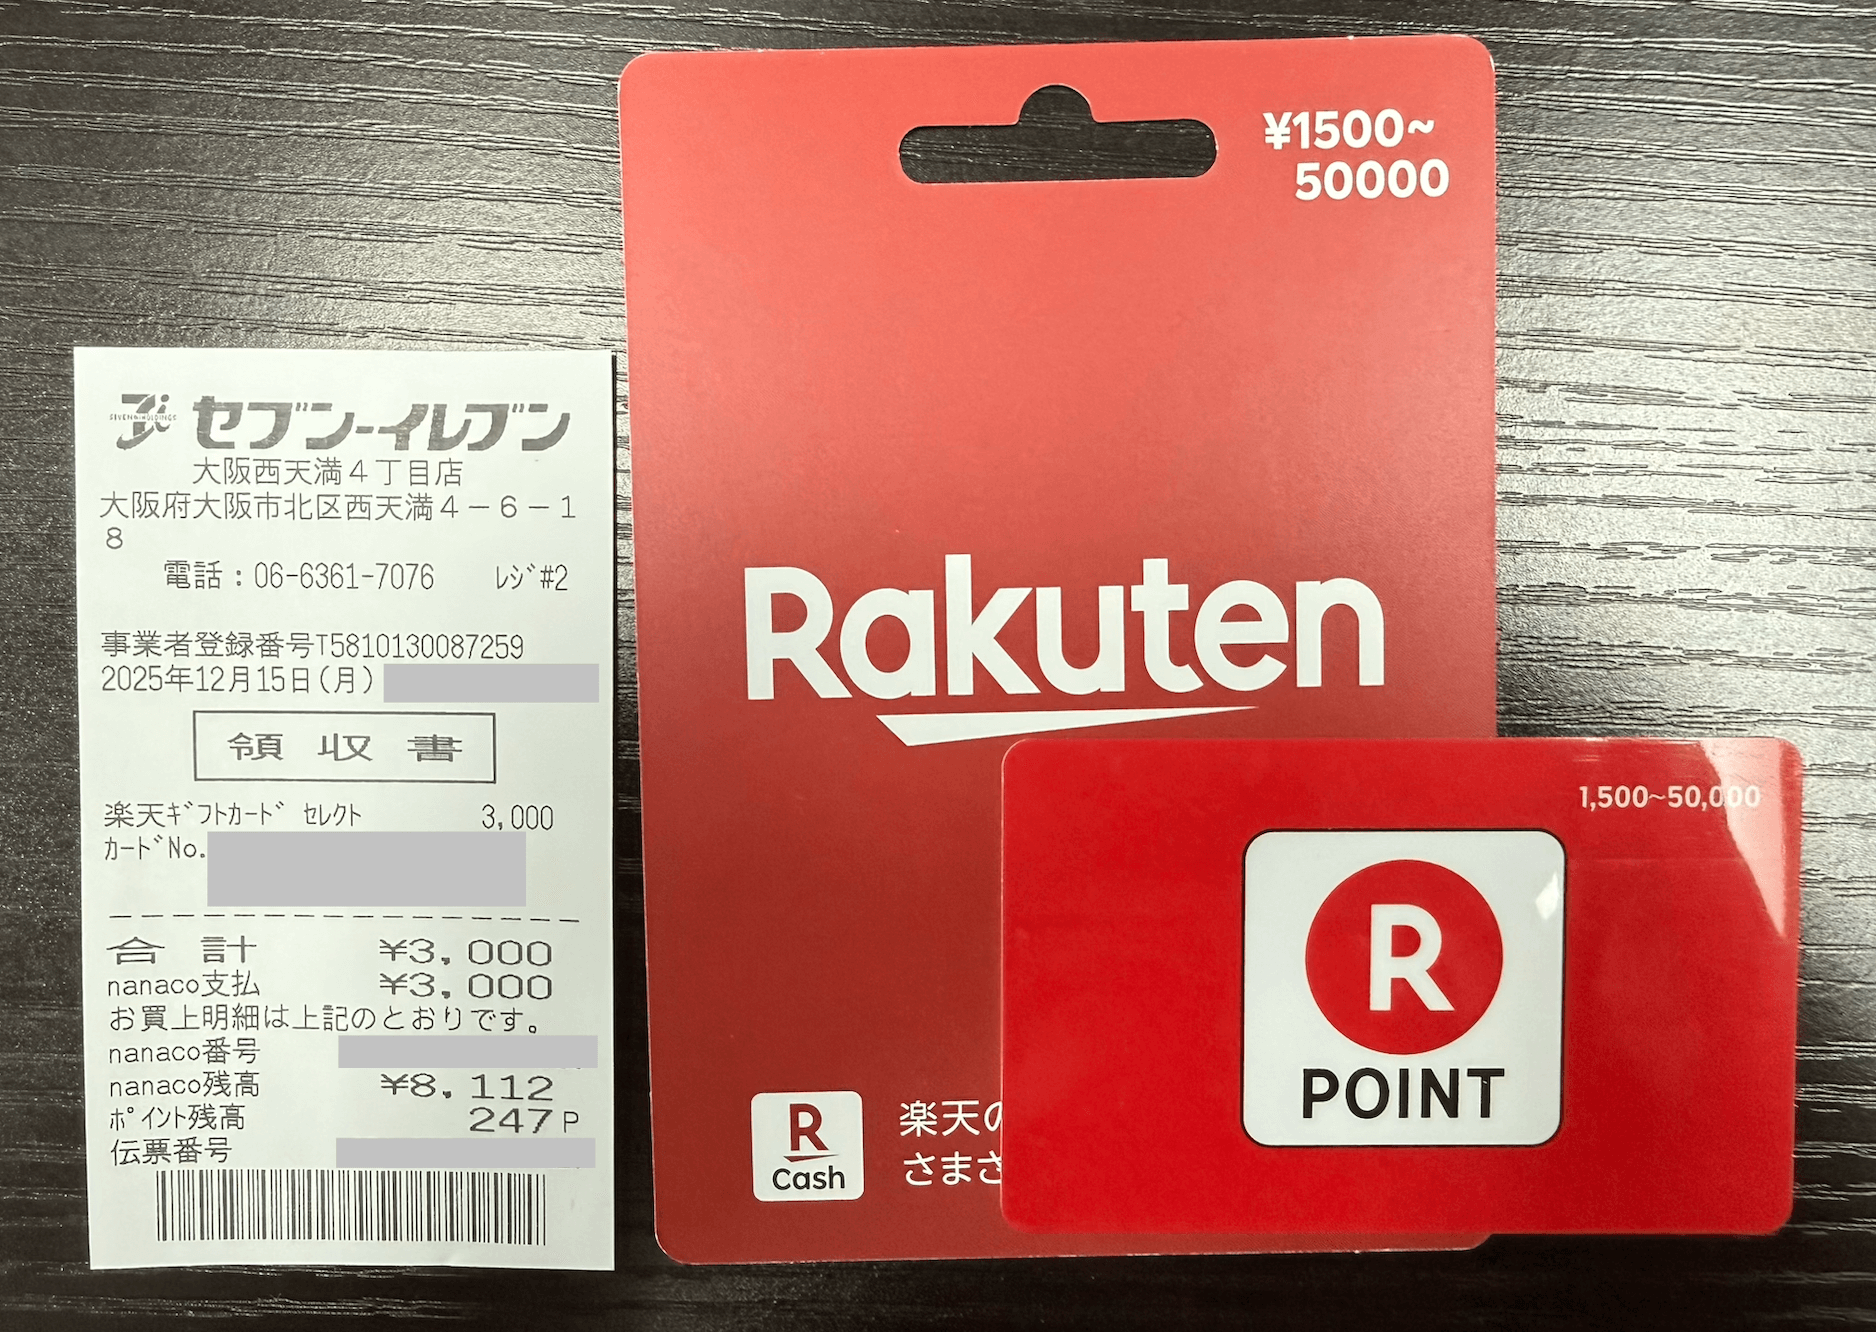 セブン-イレブン
大阪西天満4丁目店
大阪府大阪市北区西天満4-6-1
8
電話:06-6361-7076 レジ#2
事業者登録番号T5810130087259
2025年12月15日(月)
領収書
楽天ギフトカード セレクト 3,000
カードNo.
合計 ¥3,000
nanaco支払 ¥3,000
お買上明細は上記のとおりです。
nanaco番号
nanaco残高 ¥8,112
ポイント残高 247P
伝票番号
¥1500~
50000
Rakuten
R
Cash
楽天の
さまさ
1,500~50,000
R
POINT